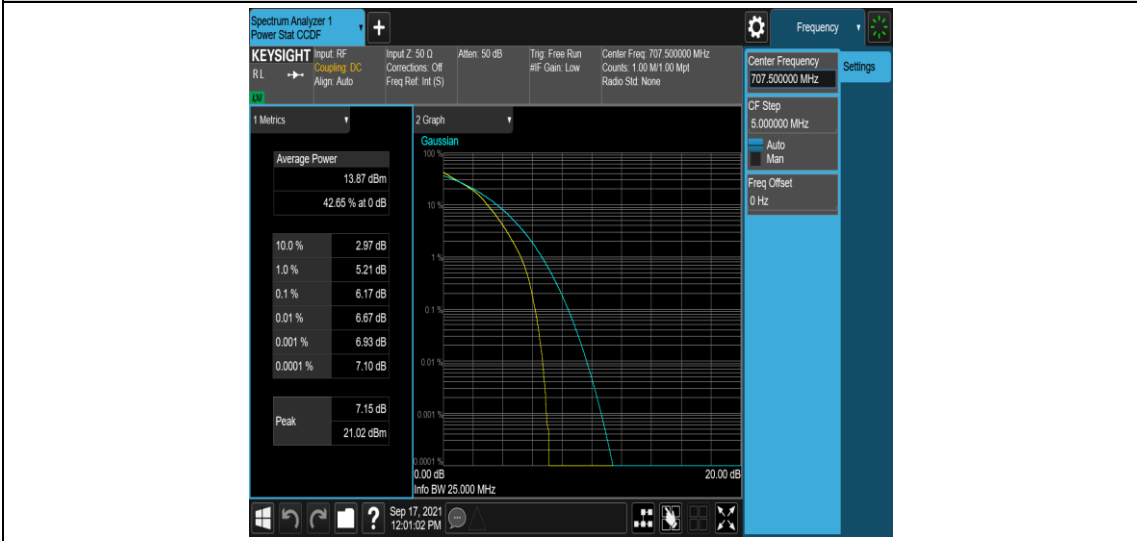 Spectrum Analyzer 1
Power Stat CCDF
+
Frequency
KEYSIGHT
Input: RF
Input Z: 50 Ω
Atten: 50 dB
Trig: Free Run
Center Freq: 707.500000 MHz
R L
Coupling: DC
Corrections: Off
#IF Gain: Low
Counts: 1.00 M/1.00 Mpt
Align: Auto
Freq Ref: Int (S)
Radio Std: None
Center Frequency
707.500000 MHz
Settings
CF Step
5.000000 MHz
Auto
Man
Freq Offset
0 Hz
1 Metrics
2 Graph
Gaussian
Average Power
13.87 dBm
42.65 % at 0 dB
10.0 % 2.97 dB
1.0 % 5.21 dB
0.1 % 6.17 dB
0.01 % 6.67 dB
0.001 % 6.93 dB
0.0001 % 7.10 dB
Peak
7.15 dB
21.02 dBm
100 %
10 %
1 %
0.1 %
0.01 %
0.001 %
0.0001 %
0.00 dB
20.00 dB
Info BW 25.000 MHz
?
Sep 17, 2021
12:01:02 PM